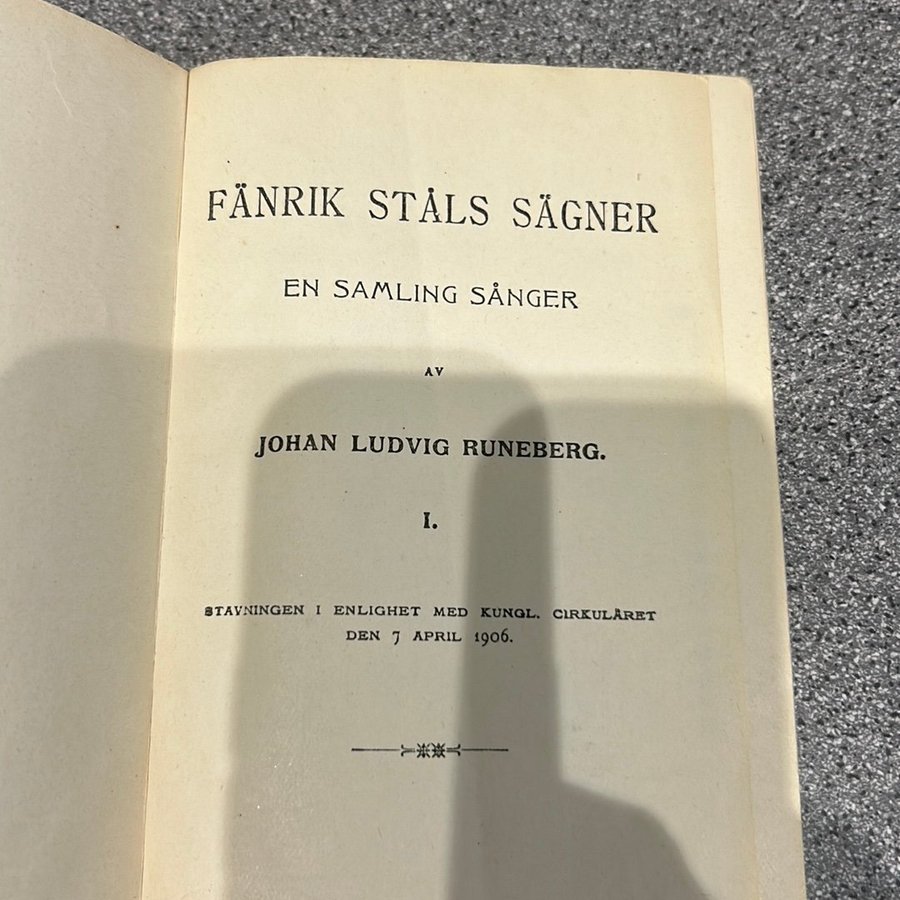 FÄNRIK STÅLS SÄGNER
EN SAMLING SÅNGER
AV
JOHAN LUDVIG RUNEBERG.
I.
STAVNINGEN I ENLIGHET MED KUNGL. CIRKULÄRET
DEN 7 APRIL 1906.